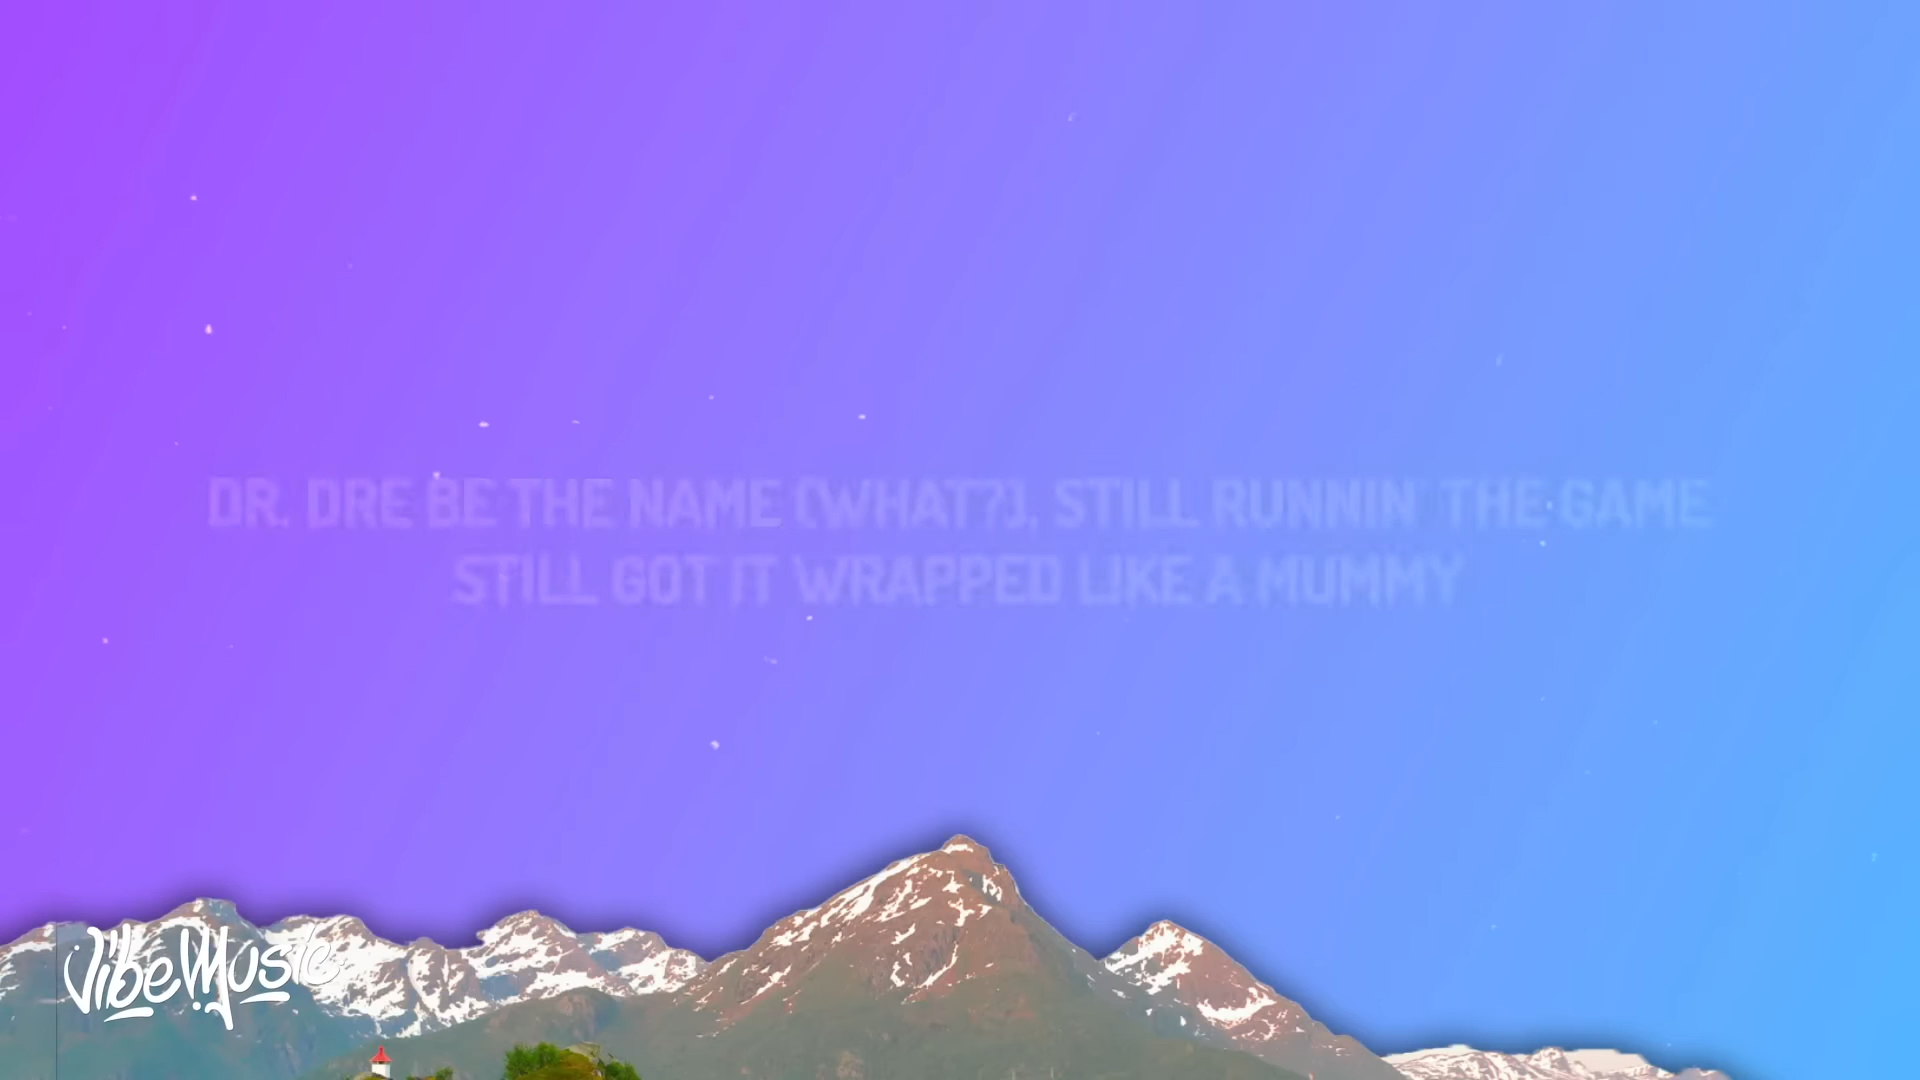 DR. DRE BE THE NAME (WHAT?), STILL RUNNIN' THE GAME
STILL GOT IT WRAPPED LIKE A MUMMY
VibeMusic